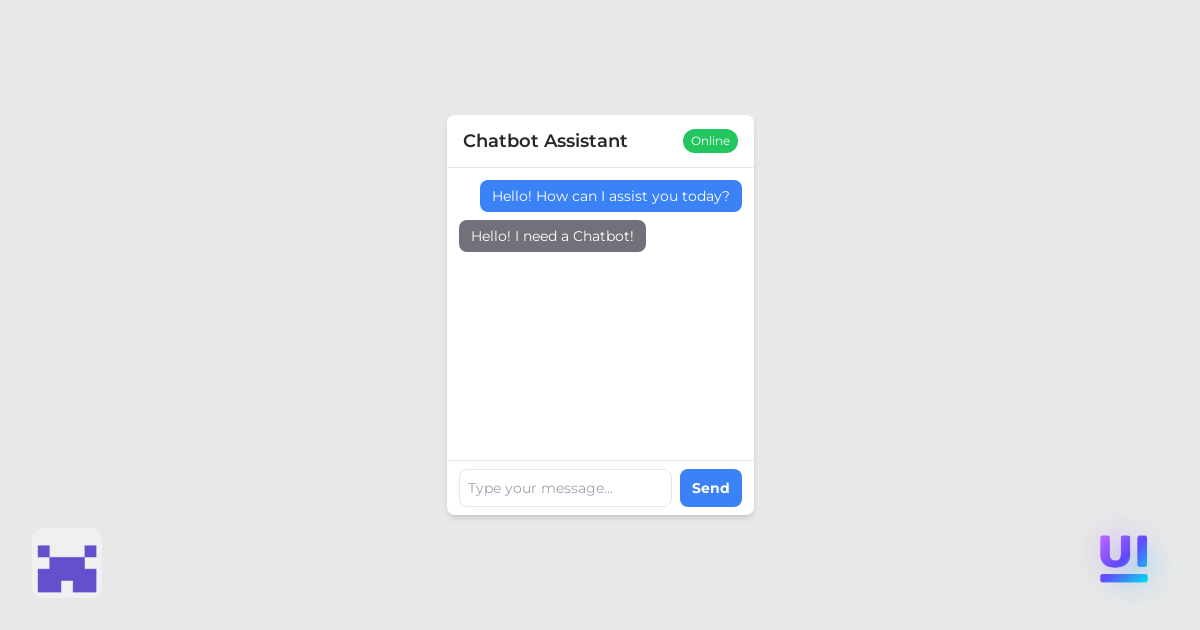 Chatbot Assistant
Online
Hello! How can I assist you today?
Hello! I need a Chatbot!
Type your message...
Send
UI